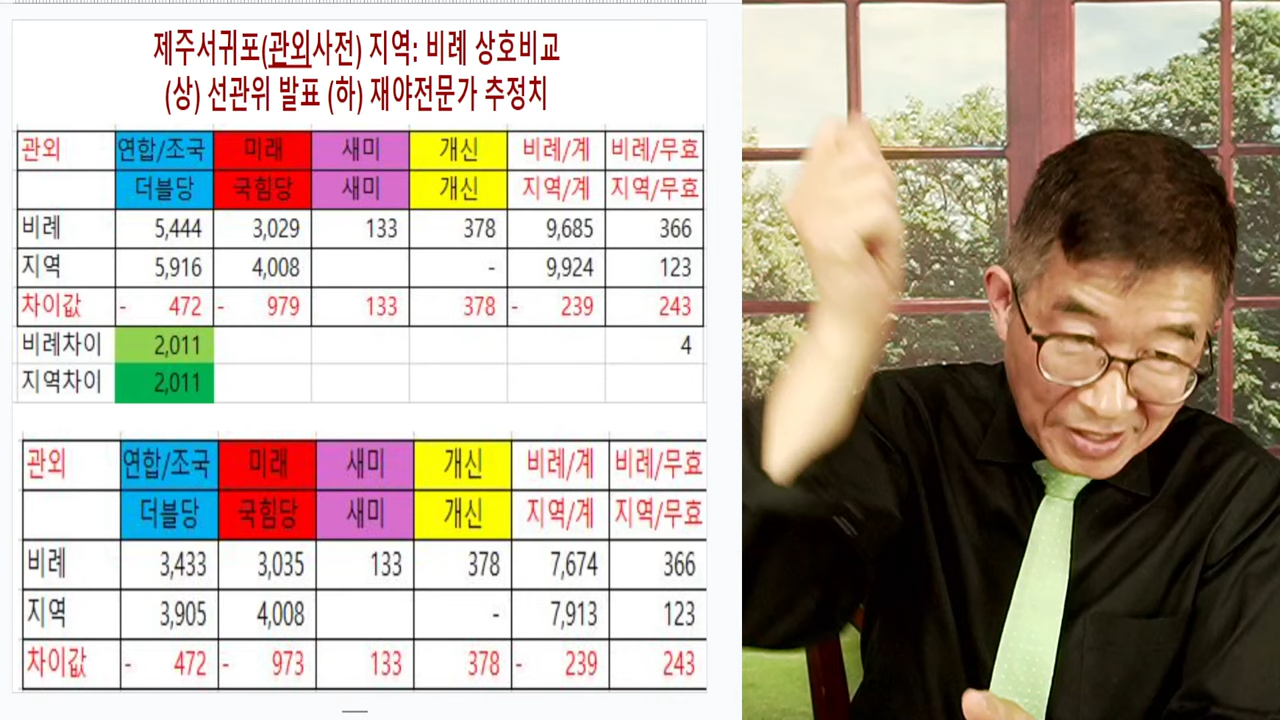 제주서귀포(관외사전) 지역: 비례 상호비교
(상) 선관위 발표 (하) 재야전문가 추정치
관외 연합/조국 미래 새미 개신 비례/계 비례/무효
더블당 국힘당 새미 개신 지역/계 지역/무효
비례 5,444 3,029 133 378 9,685 366
지역 5,916 4,008 - 9,924 123
차이값 - 472 - 979 133 378 - 239 243
비례차이 2,011 4
지역차이 2,011
관외 연합/조국 미래 새미 개신 비례/계 비례/무효
더블당 국힘당 새미 개신 지역/계 지역/무효
비례 3,433 3,035 133 378 7,674 366
지역 3,905 4,008 - 7,913 123
차이값 - 472 - 973 133 378 - 239 243